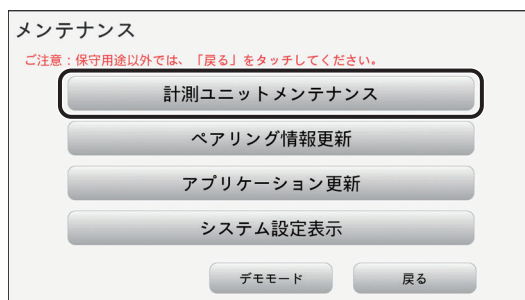 メンテナンス
ご注意：保守用途以外では、「戻る」をタッチしてください。
計測ユニットメンテナンス
ペアリング情報更新
アプリケーション更新
システム設定表示
デモモード 戻る